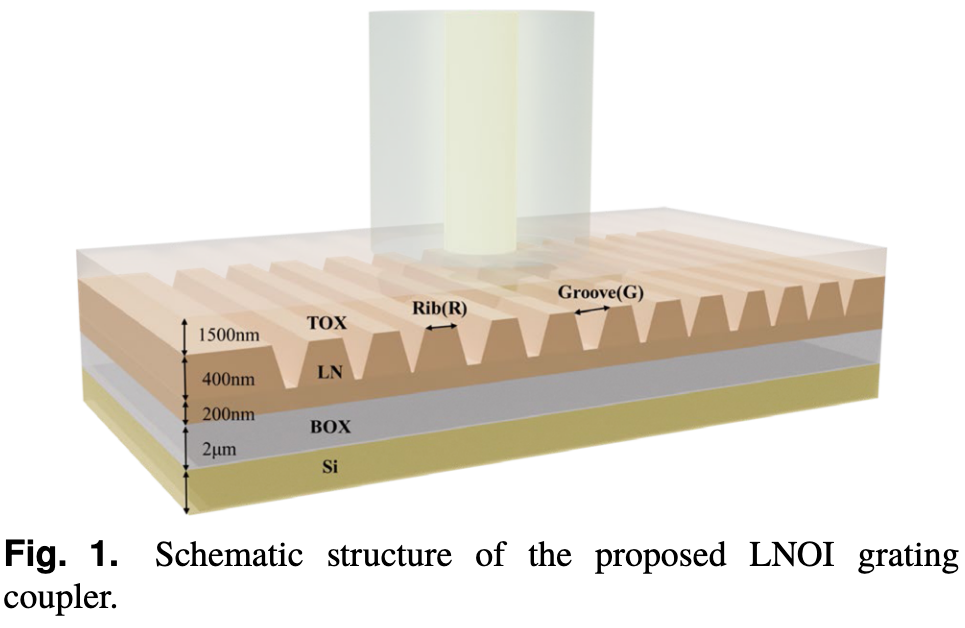 Groove(G)
Rib(R)
TOX
1500nm
LN
400nm
200nm
BOX
2μm
Si
Fig. 1. Schematic structure of the proposed LNOI grating
coupler.